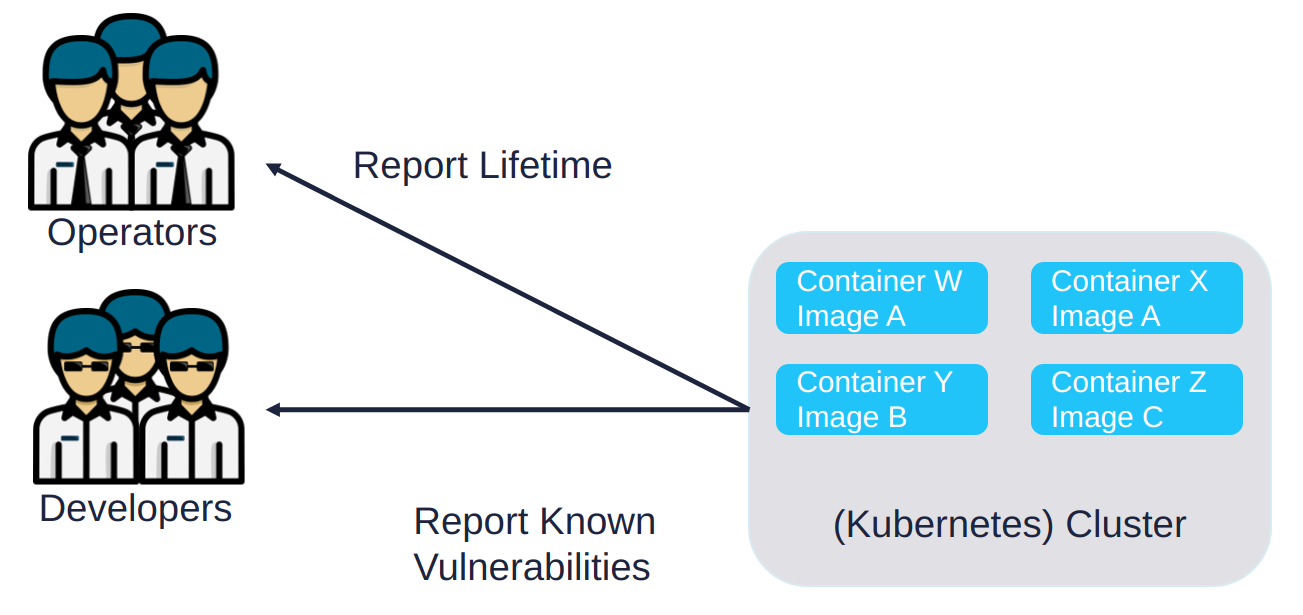 Report Lifetime
Operators
Container W
Image A
Container X
Image A
Container Y
Image B
Container Z
Image C
Developers
Report Known
Vulnerabilities
(Kubernetes) Cluster